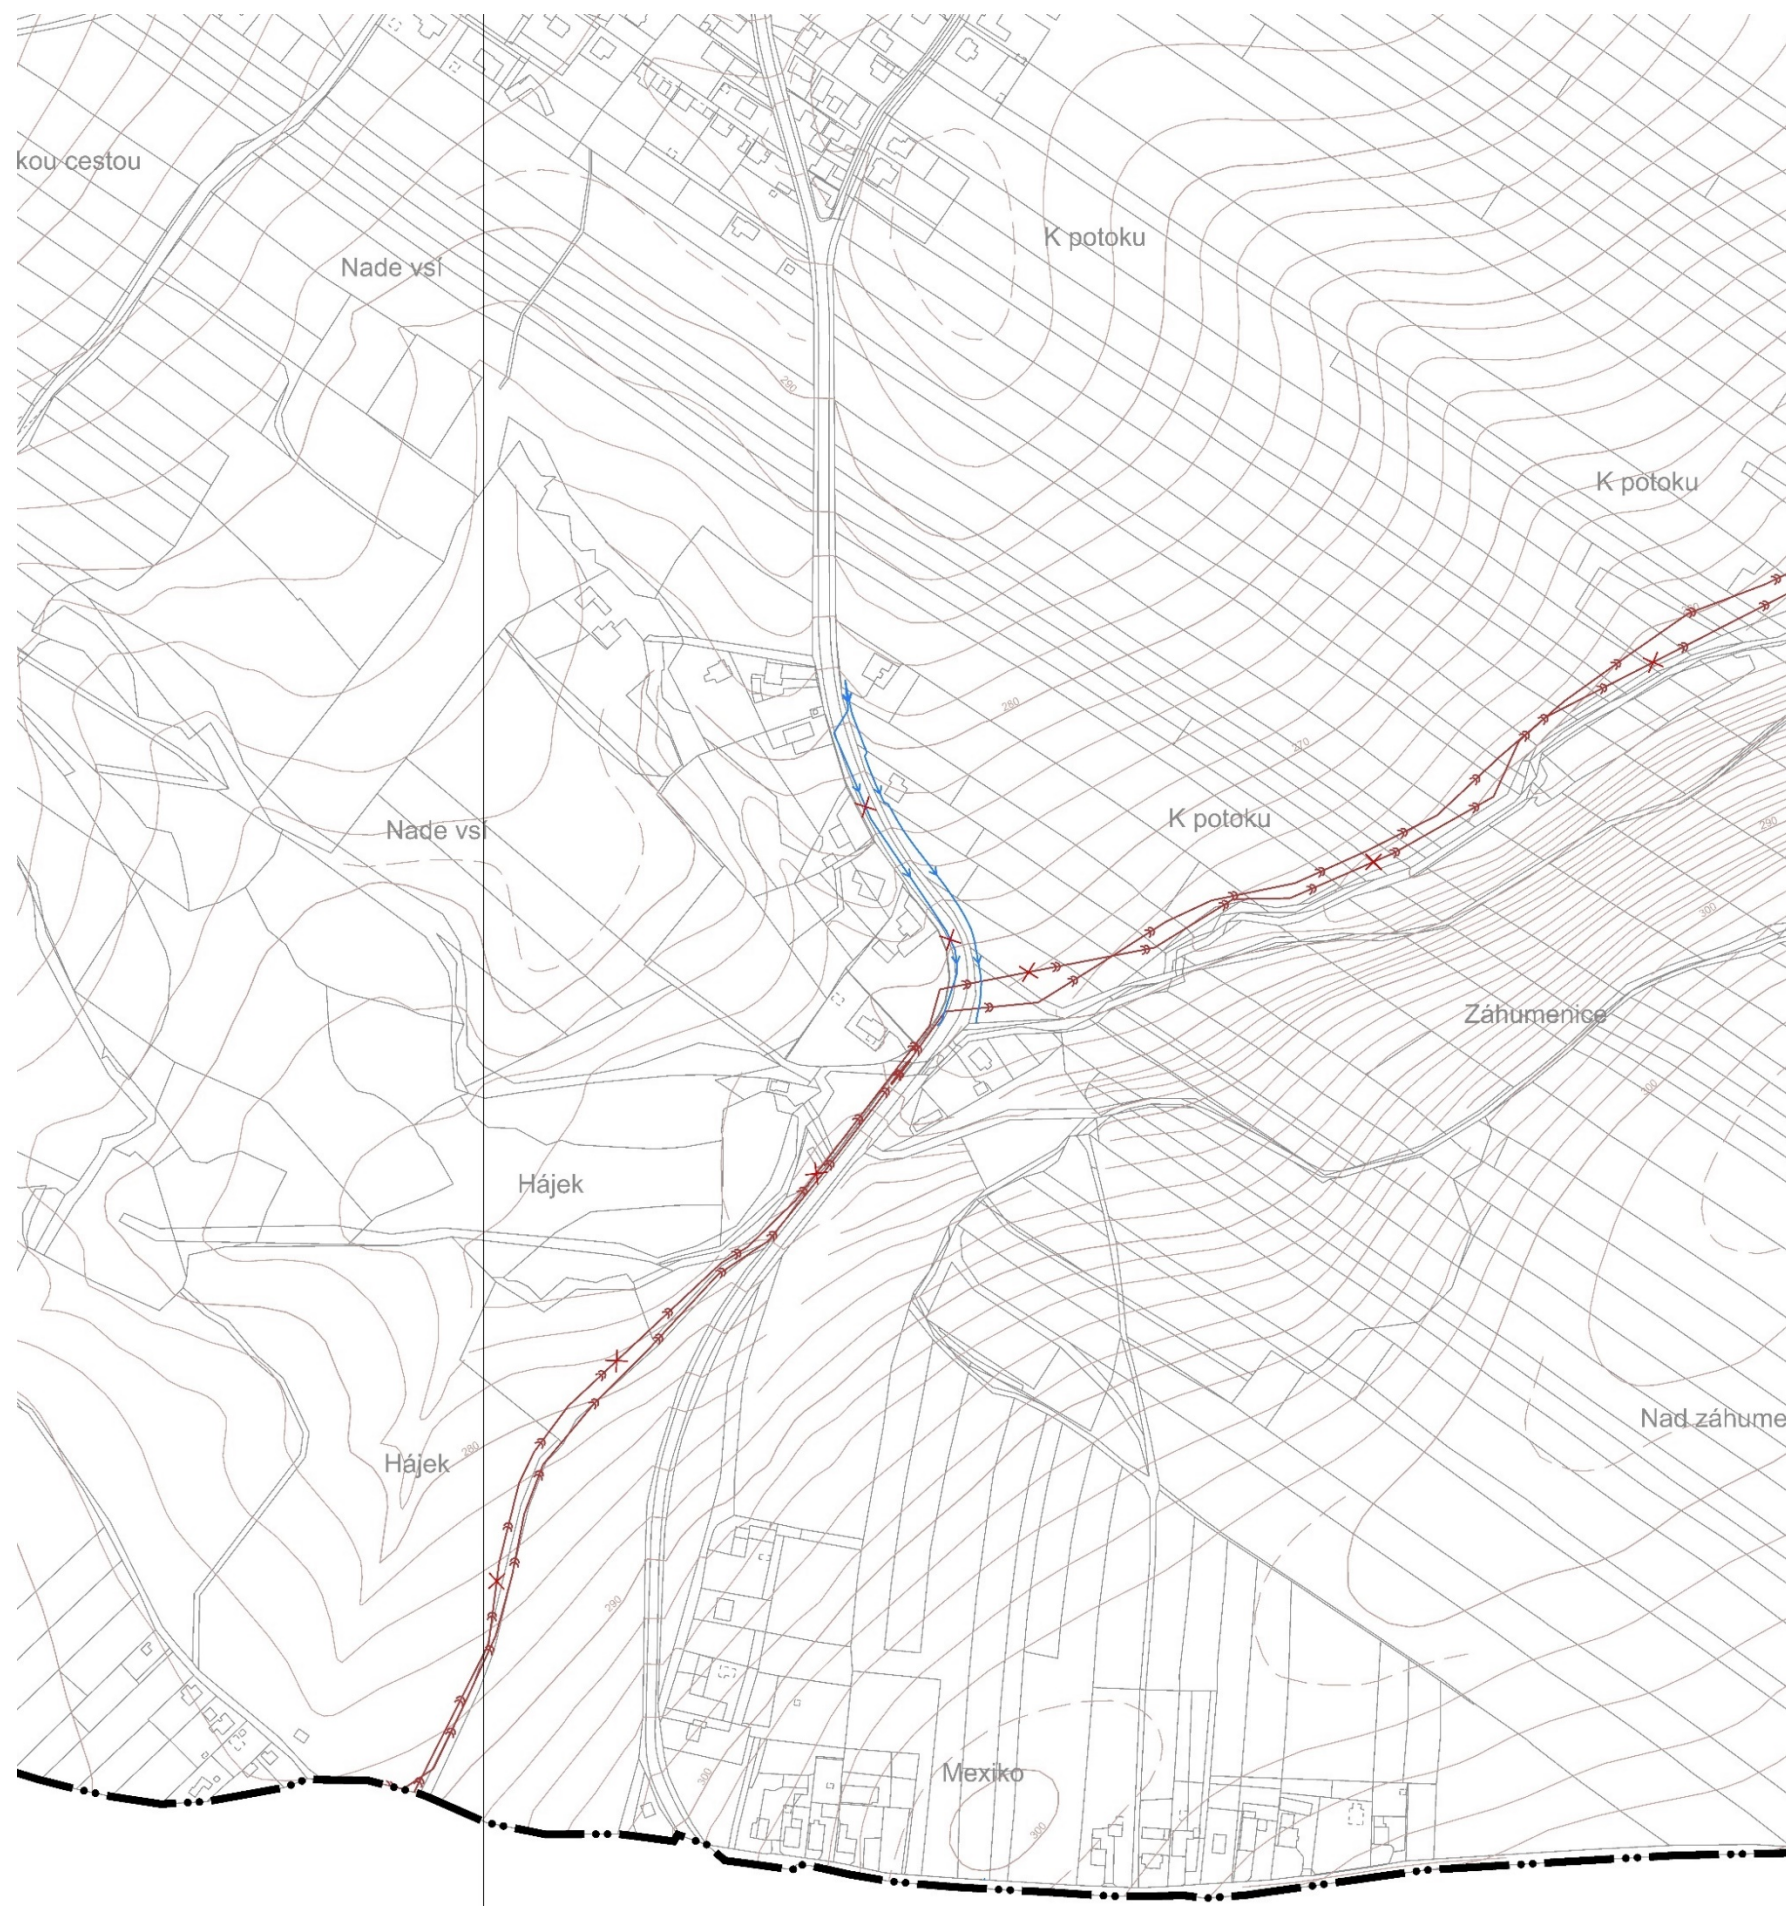 kou cestou
K potoku
Nade vsí
290
K potoku
280
270
K potoku
290
Nade vsí
300
Záhumenice
300
Hájek
Nad záhume
280
Hájek
290
300
Mexiko
300